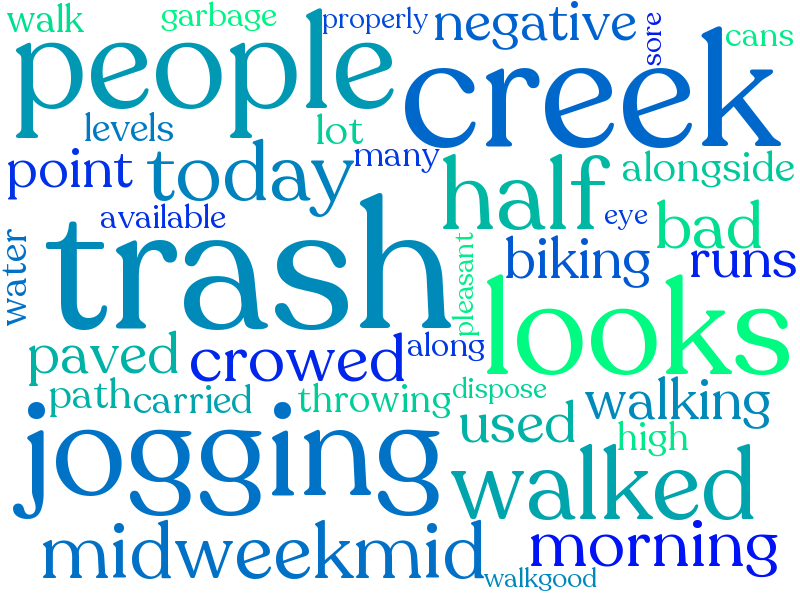 walk garbage properly negative sore cans
people creek
levels lot
point today many half alongside
available eye bad
water trash pleasant biking runs
looks
paved crowed along
path carried throwing dispose walking
jogging used high
walked
midweekmid morning
walkgood